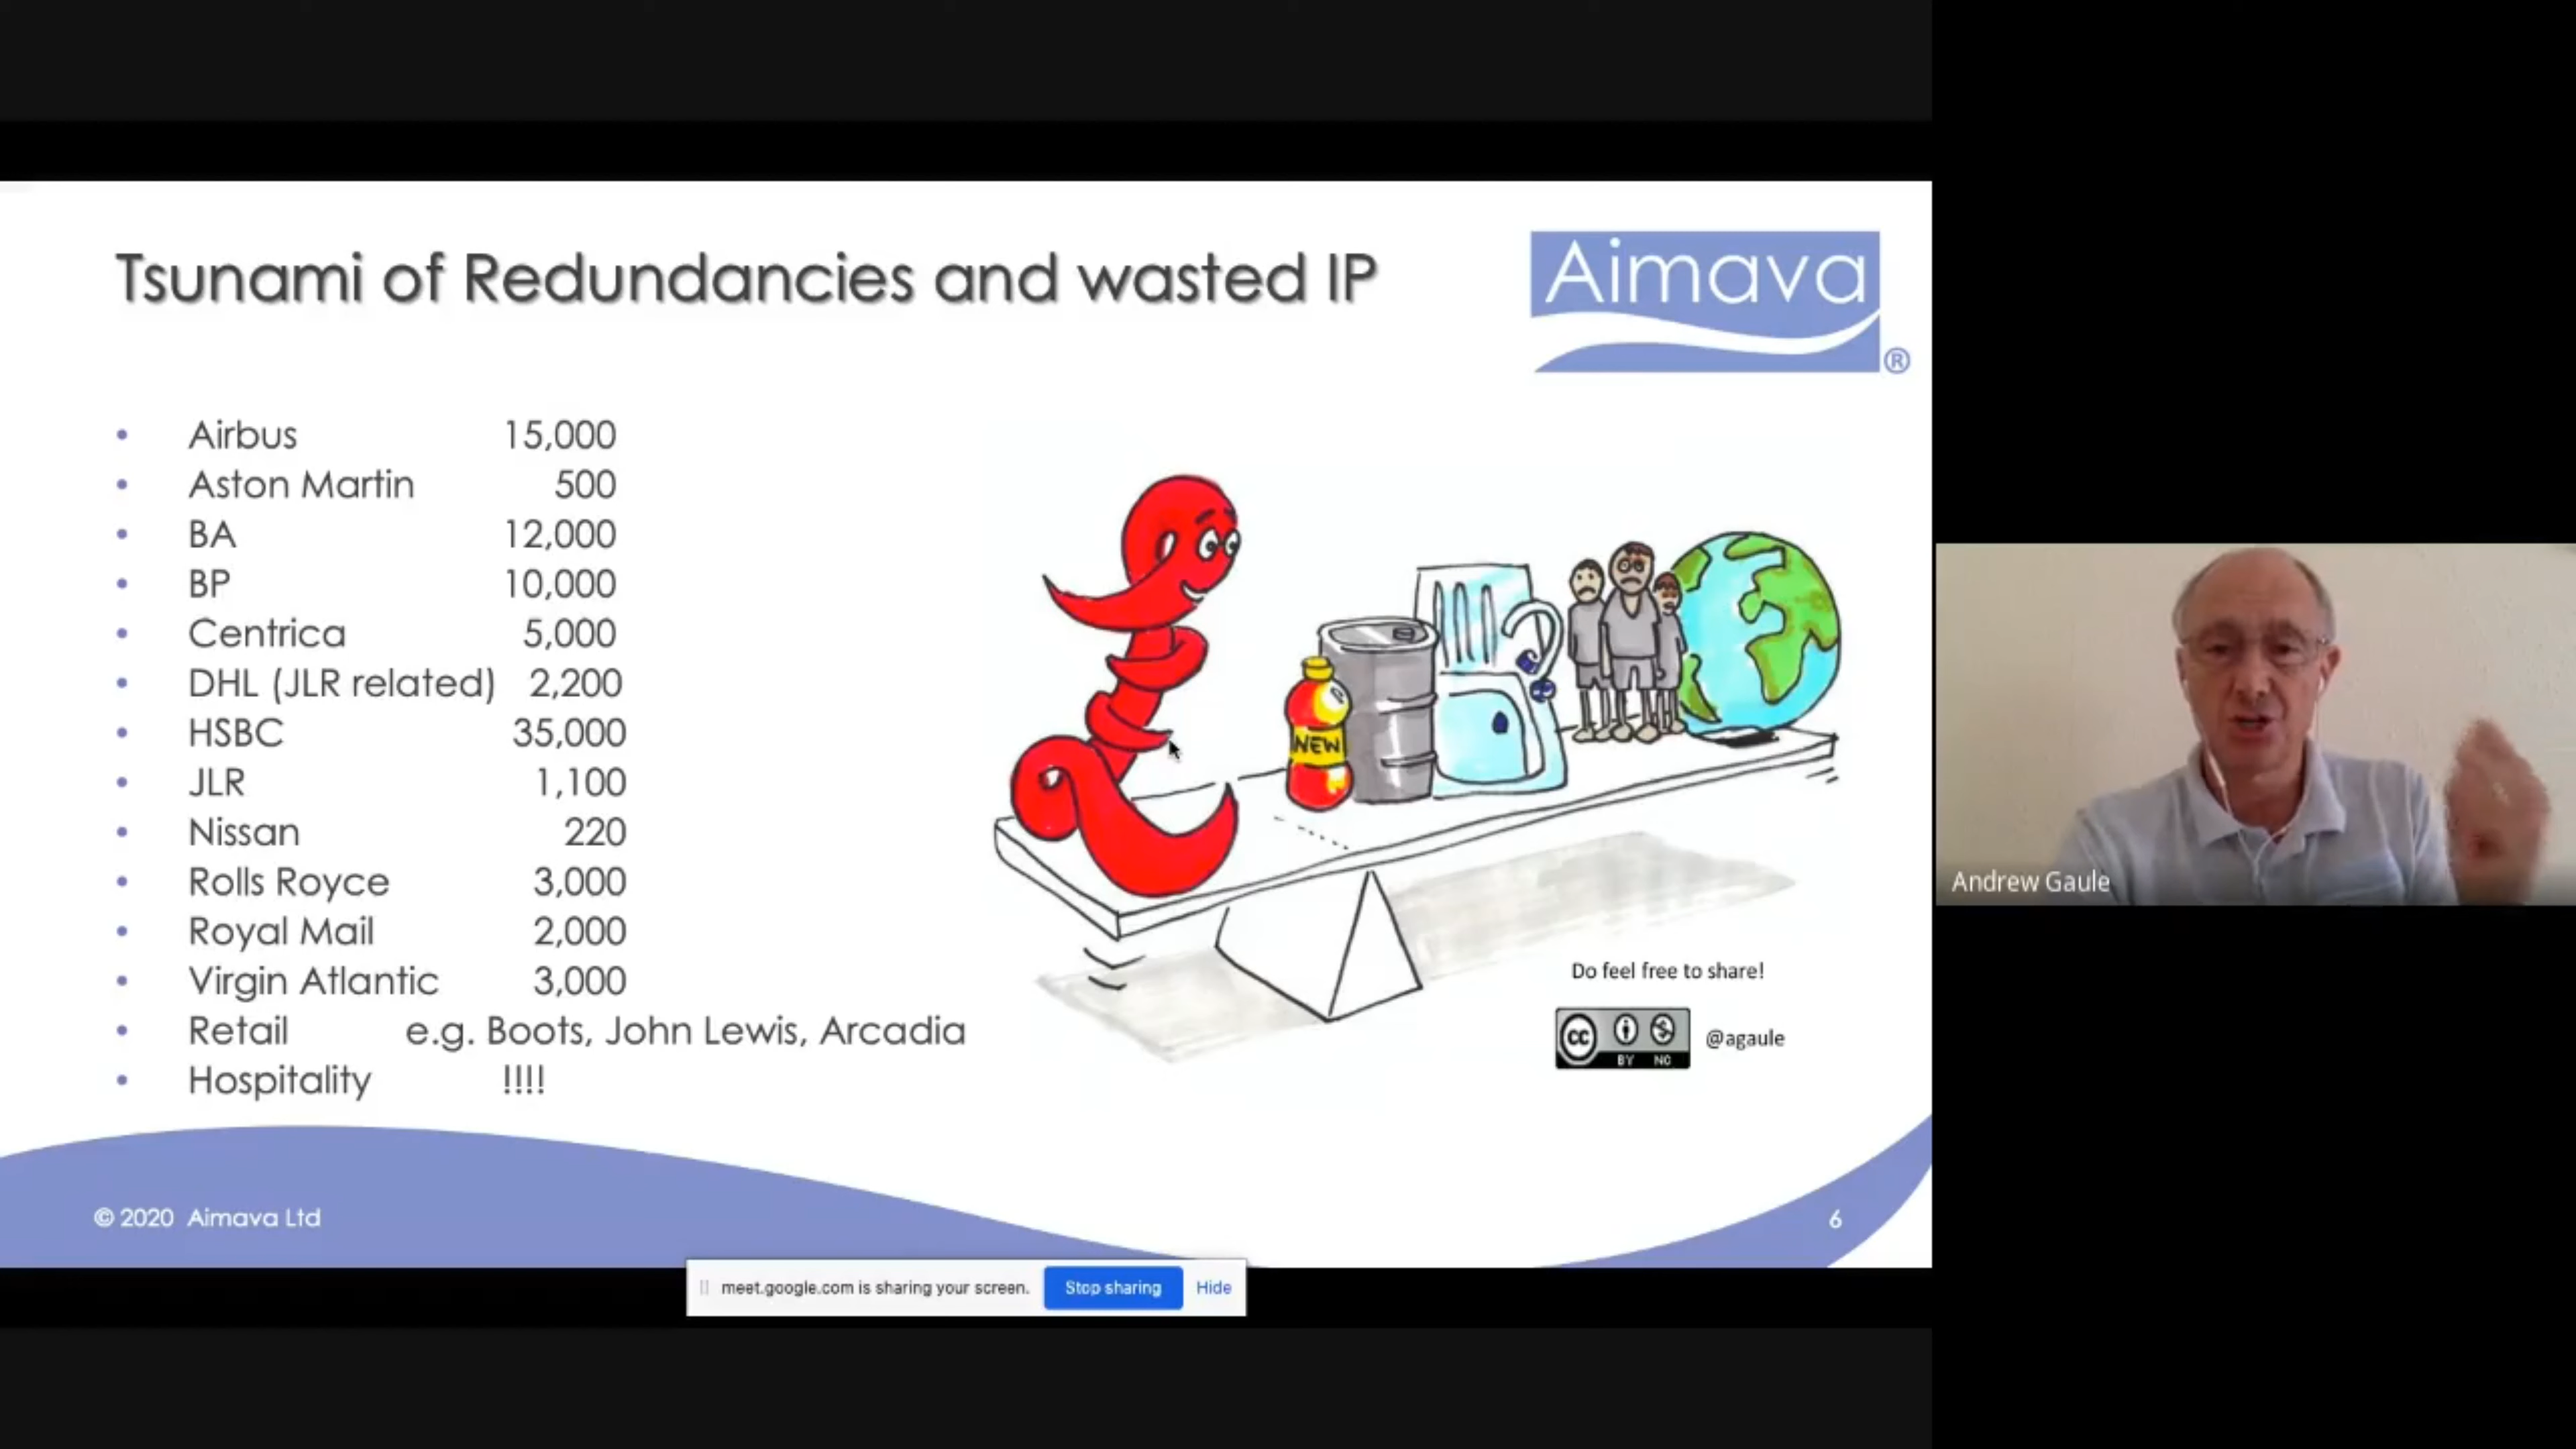 Tsunami of Redundancies and wasted IP
Aimava
®
• Airbus 15,000
• Aston Martin 500
• BA 12,000
• BP 10,000
• Centrica 5,000
• DHL (JLR related) 2,200
• HSBC 35,000
• JLR 1,100
• Nissan 220
• Rolls Royce 3,000
• Royal Mail 2,000
• Virgin Atlantic 3,000
• Retail e.g. Boots, John Lewis, Arcadia
• Hospitality !!!!
NEW
Do feel free to share!
cc BY NC @agaule
© 2020 Aimava Ltd
6
meet.google.com is sharing your screen. Stop sharing Hide
Andrew Gaule